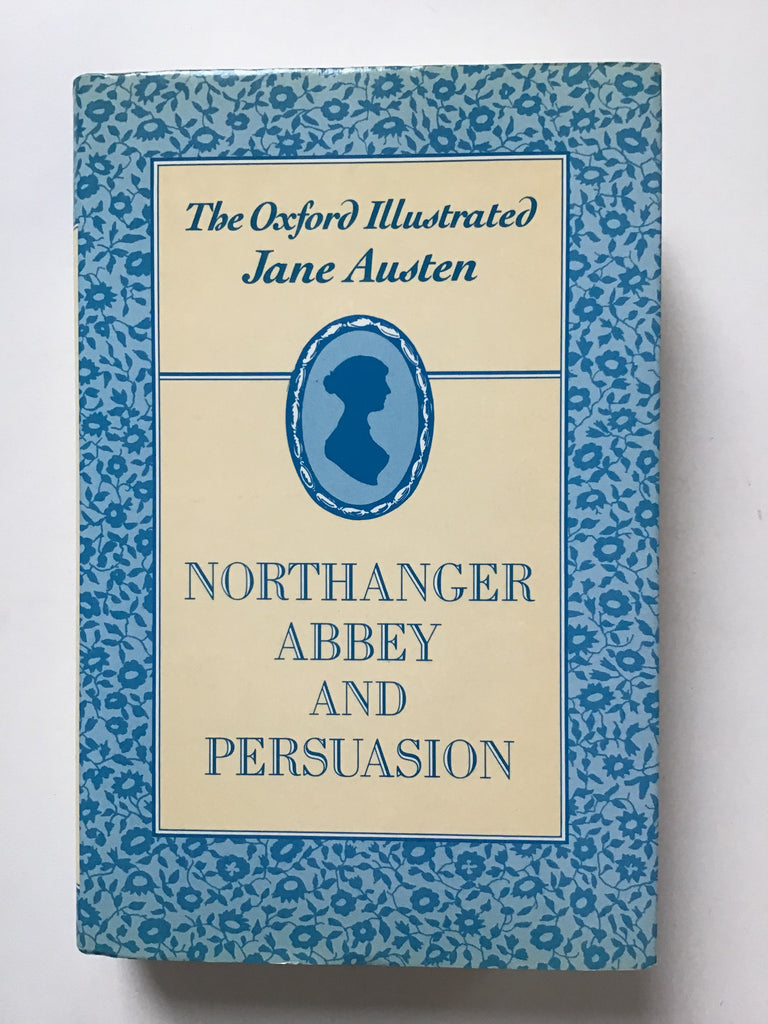 The Oxford Illustrated
Jane Austen
NORTHANGER
ABBEY
AND
PERSUASION